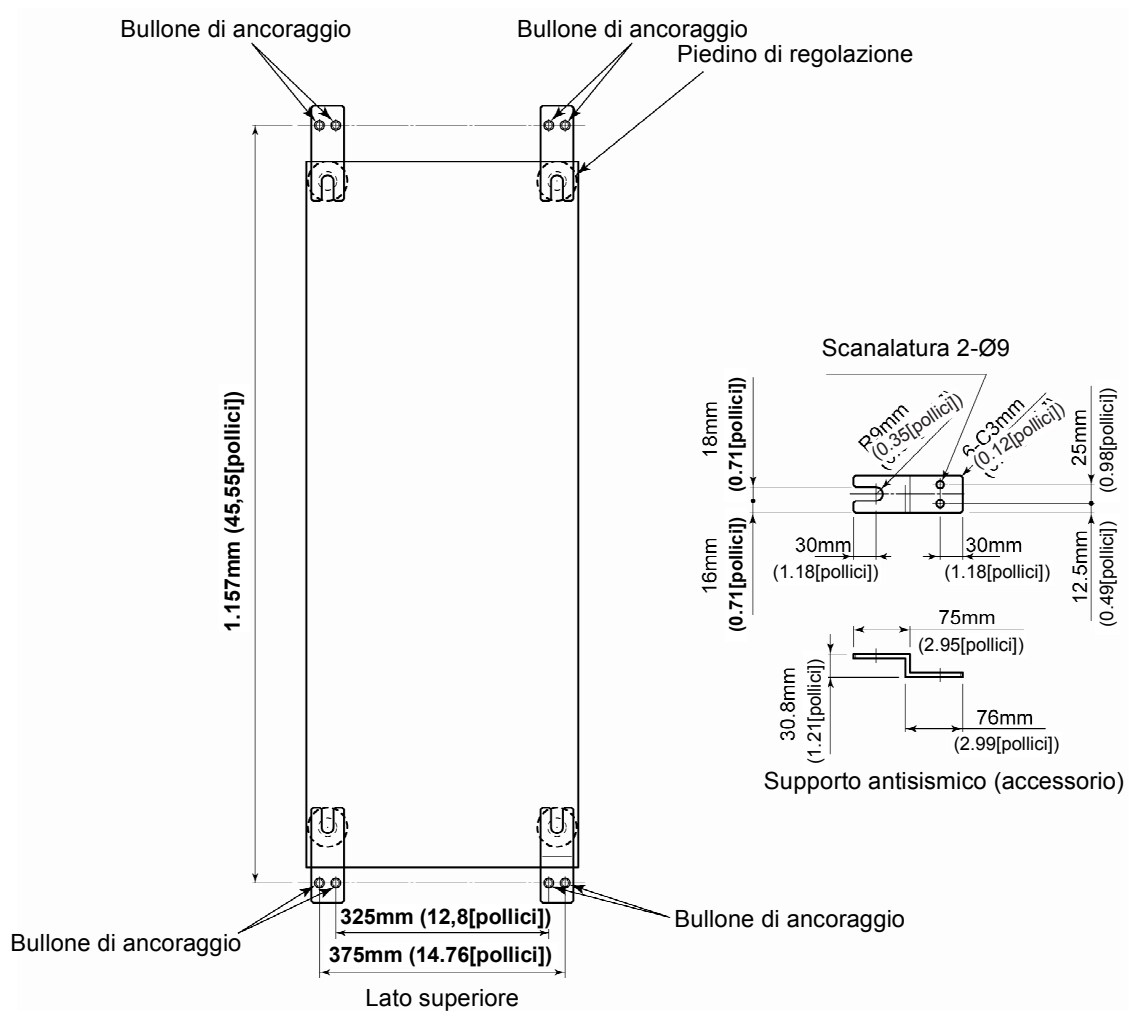 Bullone di ancoraggio
Bullone di ancoraggio
Piedino di regolazione
1.157mm (45,55[pollici])
Bullone di ancoraggio
Bullone di ancoraggio
325mm (12,8[pollici])
375mm (14.76[pollici])
Lato superiore
Scanalatura 2-Ø9
18mm
(0.71[pollici])
R9mm
(0.35[pollici])
6-C3mm
(0.12[pollici])
25mm
(0.98[pollici])
16mm
(0.71[pollici])
30mm
(1.18[pollici])
30mm
(1.18[pollici])
12.5mm
(0.49[pollici])
75mm
(2.95[pollici])
30.8mm
(1.21[pollici])
76mm
(2.99[pollici])
Supporto antisismico (accessorio)